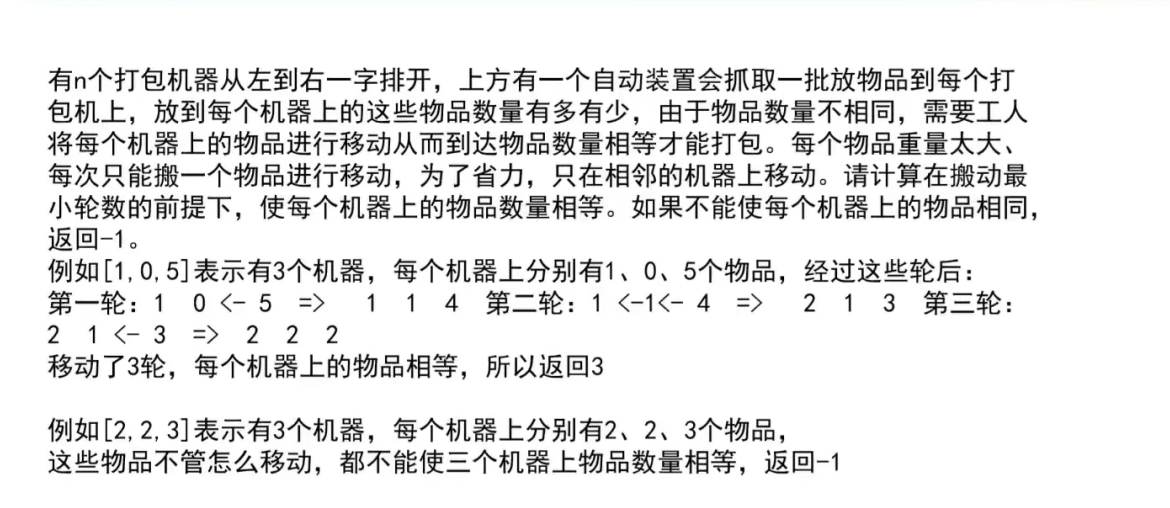 有n个打包机器从左到右一字排开，上方有一个自动装置会抓取一批放物品到每个打
包机上，放到每个机器上的这些物品数量有多有少，由于物品数量不相同，需要工人
将每个机器上的物品进行移动从而到达物品数量相等才能打包。每个物品重量太大、
每次只能搬一个物品进行移动，为了省力，只在相邻的机器上移动。请计算在搬动最
小轮数的前提下，使每个机器上的物品数量相等。如果不能使每个机器上的物品相同，
返回-1。
例如[1,0,5]表示有3个机器，每个机器上分别有1、0、5个物品，经过这些轮后：
第一轮：1 0 <- 5 => 1 1 4 第二轮：1 <-1<- 4 => 2 1 3 第三轮：
2 1 <- 3 => 2 2 2
移动了3轮，每个机器上的物品相等，所以返回3
例如[2,2,3]表示有3个机器，每个机器上分别有2、2、3个物品，
这些物品不管怎么移动，都不能使三个机器上物品数量相等，返回-1